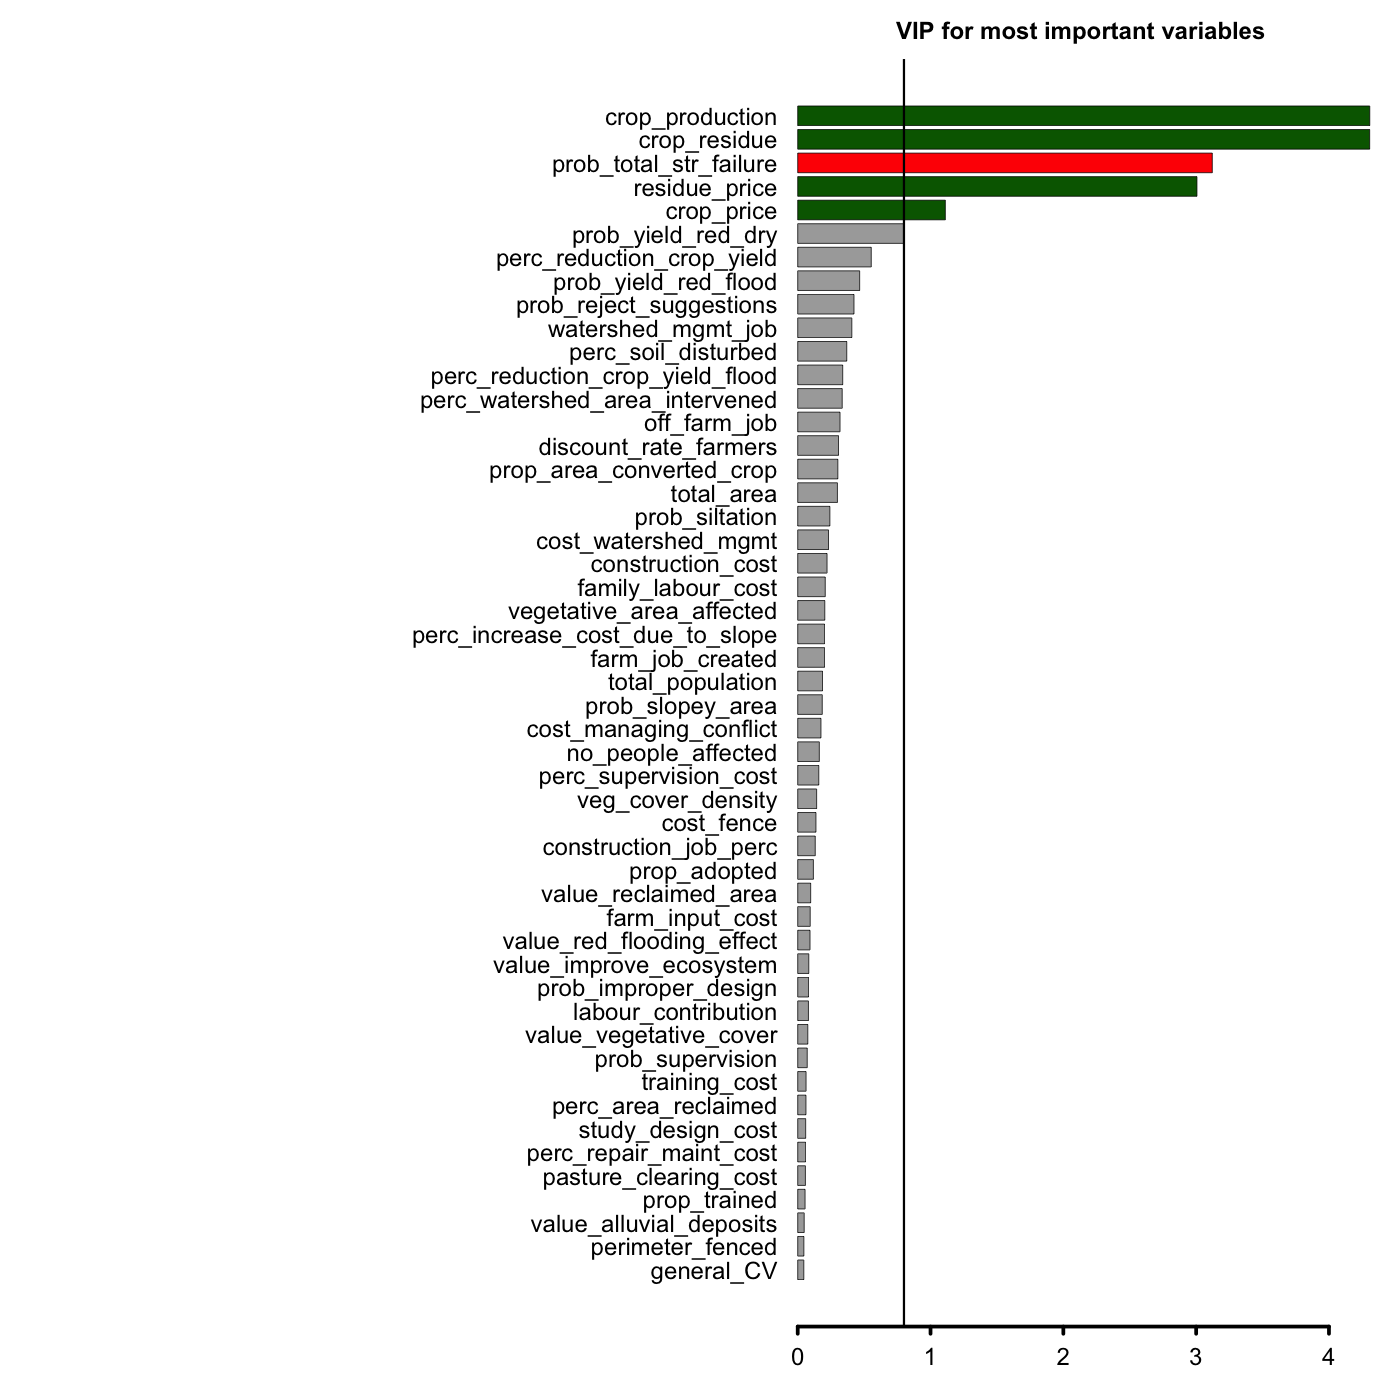 VIP for most important variables
crop_production
crop_residue
prob_total_str_failure
residue_price
crop_price
prob_yield_red_dry
perc_reduction_crop_yield
prob_yield_red_flood
prob_reject_suggestions
watershed_mgmt_job
perc_soil_disturbed
perc_reduction_crop_yield_flood
perc_watershed_area_intervened
off_farm_job
discount_rate_farmers
prop_area_converted_crop
total_area
prob_siltation
cost_watershed_mgmt
construction_cost
family_labour_cost
vegetative_area_affected
perc_increase_cost_due_to_slope
farm_job_created
total_population
prob_slopey_area
cost_managing_conflict
no_people_affected
perc_supervision_cost
veg_cover_density
cost_fence
construction_job_perc
prop_adopted
value_reclaimed_area
farm_input_cost
value_red_flooding_effect
value_improve_ecosystem
prob_improper_design
labour_contribution
value_vegetative_cover
prob_supervision
training_cost
perc_area_reclaimed
study_design_cost
perc_repair_maint_cost
pasture_clearing_cost
prop_trained
value_alluvial_deposits
perimeter_fenced
general_CV
0 1 2 3 4